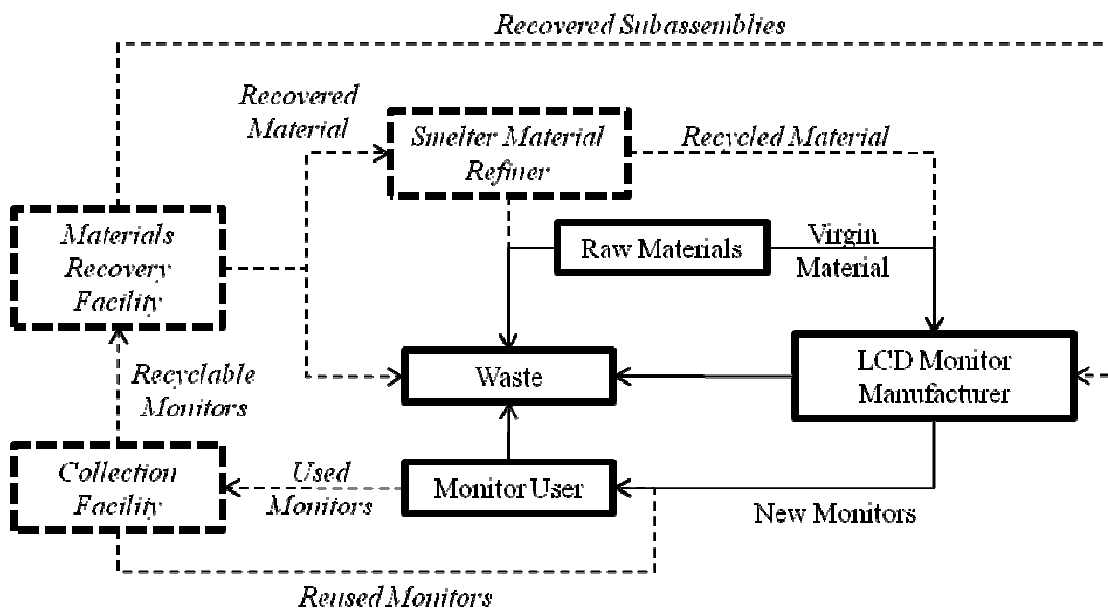 Recovered Subassemblies
Recovered
Material
Smelter Material
Refiner
Recycled Material
Materials
Recovery
Facility
Raw Materials
Virgin
Material
Recyclable
Monitors
Waste
LCD Monitor
Manufacturer
Collection
Facility
Used
Monitors
Monitor User
New Monitors
Reused Monitors